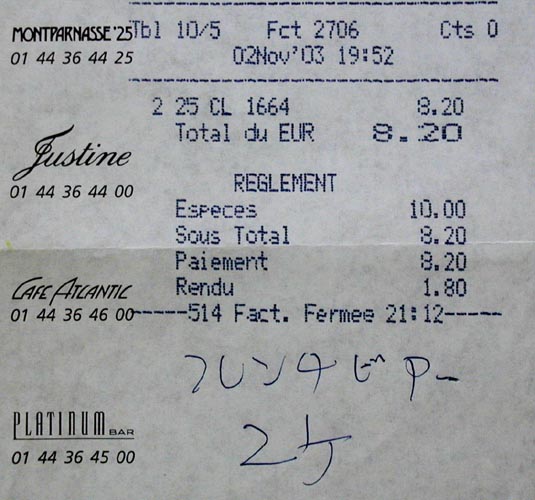 MONTPARNASSE '25
01 44 36 44 25
Tbl 10/5 Fct 2706 Cts 0
02Nov'03 19:52
2 25 CL 1664 8.20
Total du EUR 8.20
Justine
01 44 36 44 00
REGLEMENT
Especes 10.00
Sous Total 8.20
Paiement 8.20
Rendu 1.80
CAFE ATLANTIC
01 44 36 46 00
-----514 Fact. Fermee 21:12-----
フレンチビアー
PLATINUM BAR
01 44 36 45 00